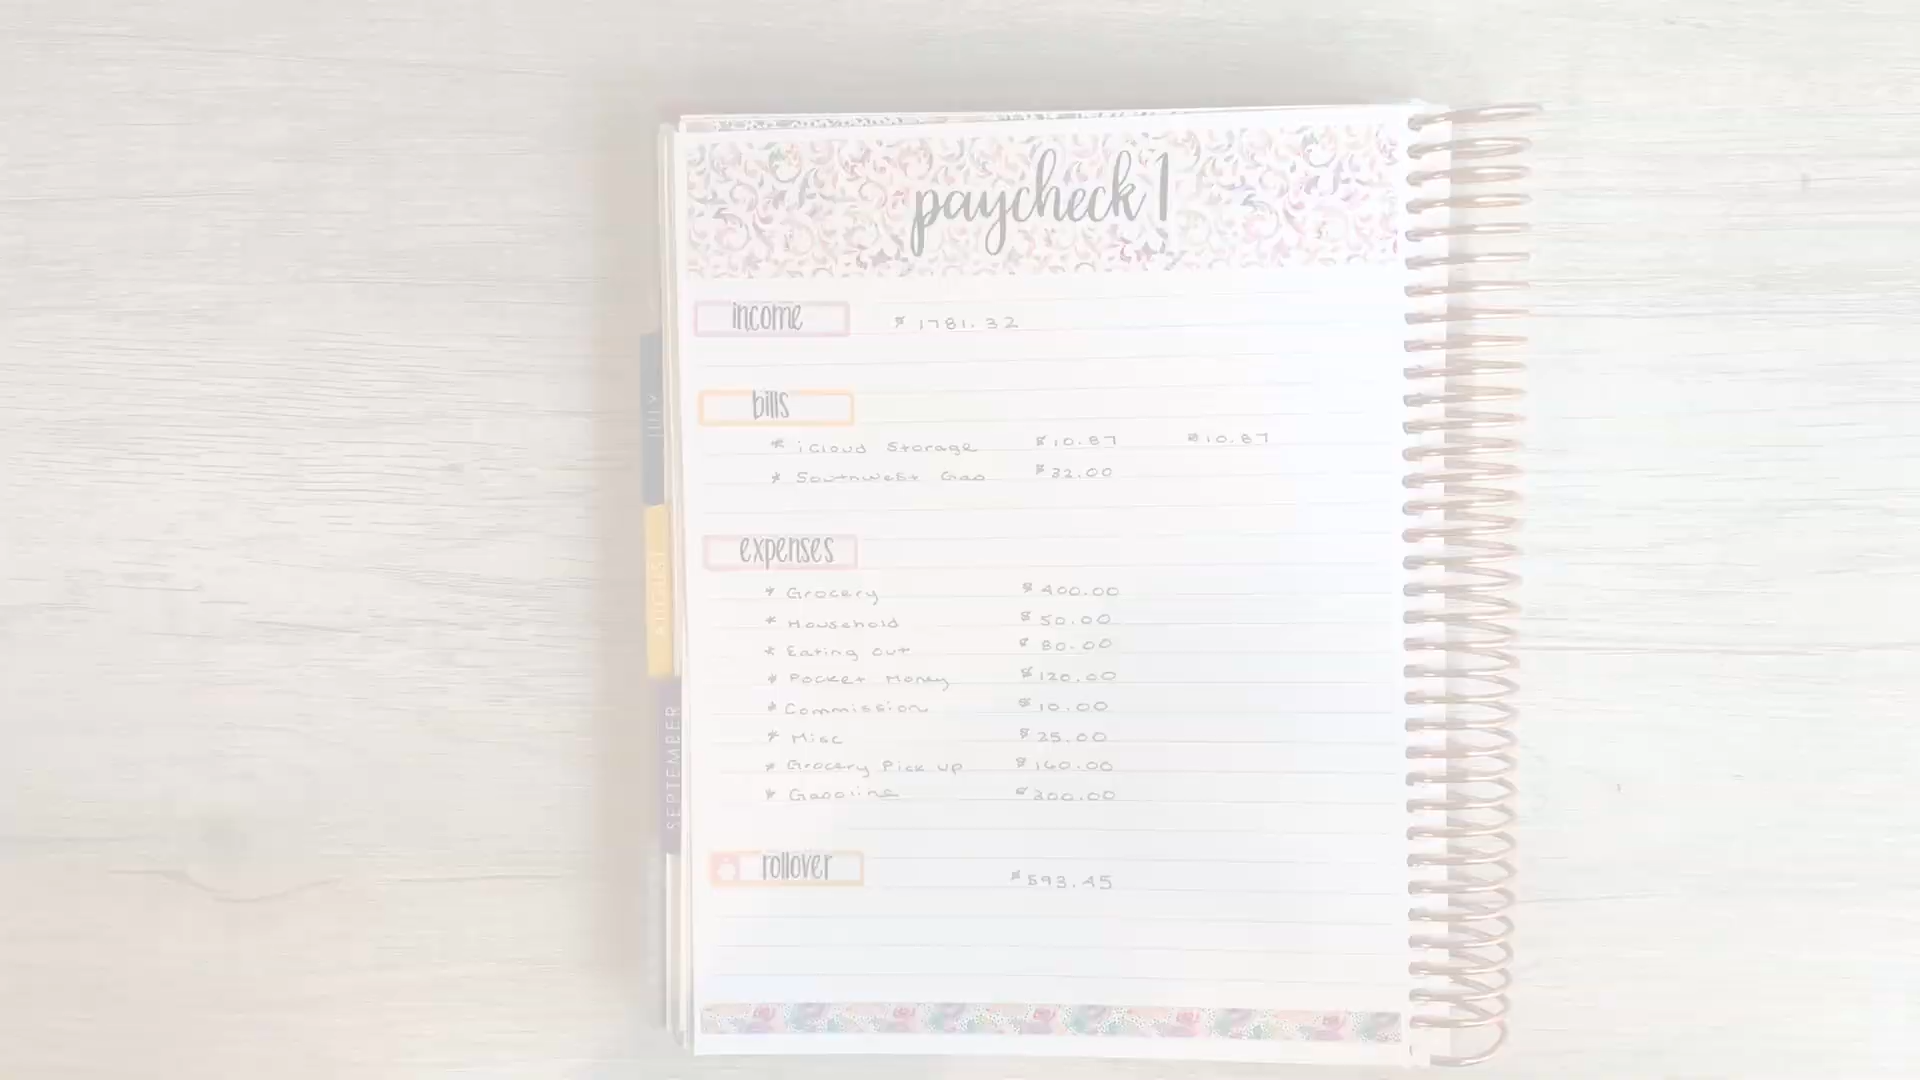 paycheck 1
income $1781.32
bills
* iCloud Storage $10.87 $10.87
* Southwest Gas $32.00
expenses
* Grocery $400.00
* Household $50.00
* Eating out $80.00
* Pocket Money $120.00
* Commission $10.00
* Misc $25.00
* Grocery Pick up $160.00
* Gasoline $300.00
rollover $593.45
JULY
AUGUST
SEPTEMBER